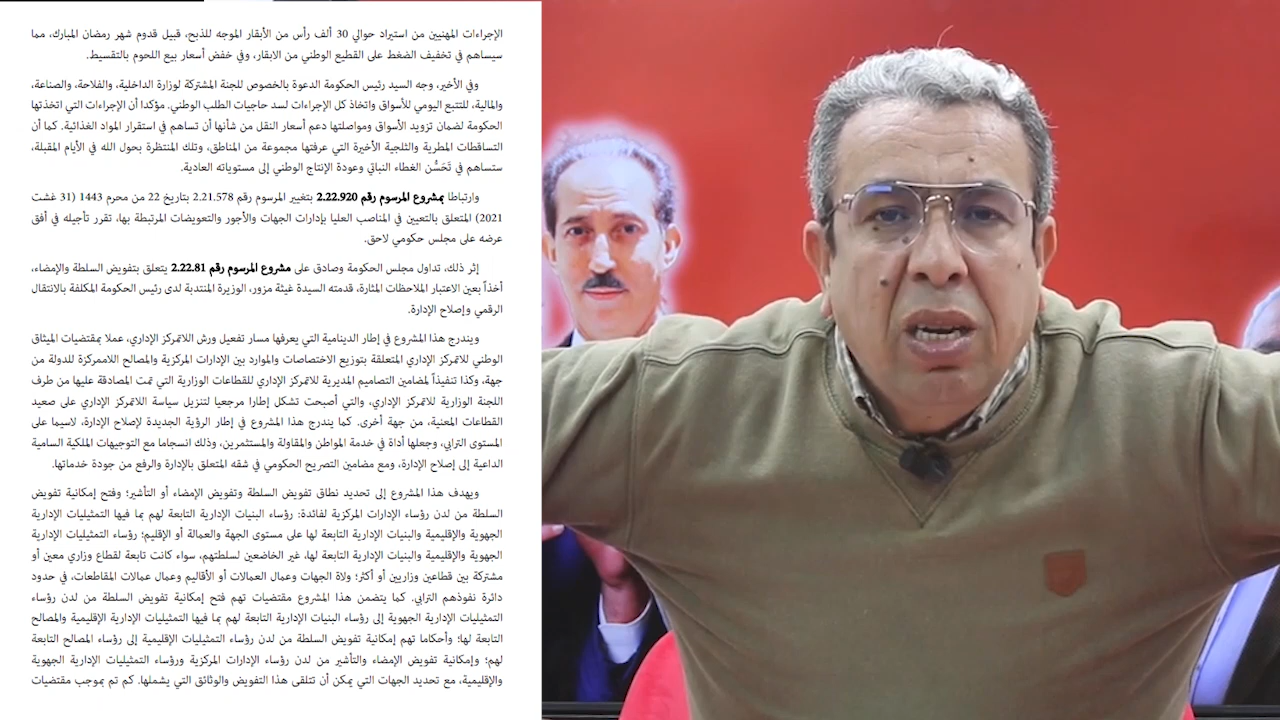 الإجراءات المهنيين من استيراد حوالي 30 ألف رأس من الأبقار الموجه للذبح، قبيل قدوم شهر رمضان المبارك، مما
سيساهم في تخفيف الضغط على القطيع الوطني من الابقار، وفي خفض أسعار بيع اللحوم بالتقسيط.
وفي الأخير، وجه السيد رئيس الحكومة الدعوة بالخصوص للجنة المشتركة لوزارة الداخلية، والفلاحة، والصناعة،
والمالية، للتتبع اليومي للأسواق واتخاذ كل الإجراءات لسد حاجيات الطلب الوطني. مؤكدا أن الإجراءات التي اتخذتها
الحكومة لضمان تزويد الأسواق ومواصلتها دعم أسعار النقل من شأنها أن تساهم في استقرار المواد الغذائية. كما أن
التساقطات المطرية والثلجية الأخيرة التي عرفتها مجموعة من المناطق، وتلك المنتظرة بحول الله في الأيام المقبلة،
ستساهم في تَحَسُّن الغطاء النباتي وعودة الإنتاج الوطني إلى مستوياته العادية.
وارتباطا بمشروع المرسوم رقم 2.22.920 بتغيير المرسوم رقم 2.21.578 بتاريخ 22 من محرم 1443 (31 غشت
2021) المتعلق بالتعيين في المناصب العليا بإدارات الجهات والأجور والتعويضات المرتبطة بها، تقرر تأجيله في أفق
عرضه على مجلس حكومي لاحق.
إثر ذلك، تداول مجلس الحكومة وصادق على مشروع المرسوم رقم 2.22.81 يتعلق بتفويض السلطة والإمضاء،
أخذاً بعين الاعتبار الملاحظات المثارة، قدمته السيدة غيثة مزور، الوزيرة المنتدبة لدى رئيس الحكومة المكلفة بالانتقال
الرقمي وإصلاح الإدارة.
ويندرج هذا المشروع في إطار الدينامية التي يعرفها مسار تفعيل ورش اللاتمركز الإداري، عملا بمقتضيات الميثاق
الوطني للاتمركز الإداري المتعلقة بتوزيع الاختصاصات والموارد بين الإدارات المركزية والمصالح اللاممركزة للدولة من
جهة، وكذا تنفيذاً لمضامين التصاميم المديرية للاتمركز الإداري للقطاعات الوزارية التي تمت المصادقة عليها من طرف
اللجنة الوزارية للاتمركز الإداري، والتي أصبحت تشكل إطارا مرجعيا لتنزيل سياسة اللاتمركز الإداري على صعيد
القطاعات المعنية، من جهة أخرى. كما يندرج هذا المشروع في إطار الرؤية الجديدة لإصلاح الإدارة، لاسيما على
المستوى الترابي، وجعلها أداة في خدمة المواطن والمقاولة والمستثمرين، وذلك انسجاما مع التوجيهات الملكية السامية
الداعية إلى إصلاح الإدارة، ومع مضامين التصريح الحكومي في شقه المتعلق بالإدارة والرفع من جودة خدماتها.
ويهدف هذا المشروع إلى تحديد نطاق تفويض السلطة وتفويض الإمضاء أو التأشير؛ وفتح إمكانية تفويض
السلطة من لدن رؤساء الإدارات المركزية لفائدة: رؤساء البنيات الإدارية التابعة لهم بما فيها التمثيليات الإدارية
الجهوية والإقليمية والبنيات الإدارية التابعة لها على مستوى الجهة والعمالة أو الإقليم؛ رؤساء التمثيليات الإدارية
الجهوية والإقليمية والبنيات الإدارية التابعة لها، غير الخاضعين لسلطتهم، سواء كانت تابعة لقطاع وزاري معين أو
مشتركة بين قطاعين وزاريين أو أكثر؛ ولاة الجهات وعمال العمالات أو الأقاليم وعمال عمالات المقاطعات، في حدود
دائرة نفوذهم الترابي. كما يتضمن هذا المشروع مقتضيات تهم فتح إمكانية تفويض السلطة من لدن رؤساء
التمثيليات الإدارية الجهوية إلى رؤساء البنيات الإدارية التابعة لهم بما فيها التمثيليات الإدارية الإقليمية والمصالح
التابعة لها؛ وأحكاما تهم إمكانية تفويض السلطة من لدن رؤساء التمثيليات الإقليمية إلى رؤساء المصالح التابعة
لهم؛ وإمكانية تفويض الإمضاء والتأشير من لدن رؤساء الإدارات المركزية ورؤساء التمثيليات الإدارية الجهوية
والإقليمية، مع تحديد الجهات التي يمكن أن تتلقى هذا التفويض والوثائق التي يشملها. كم تم بموجب مقتضيات